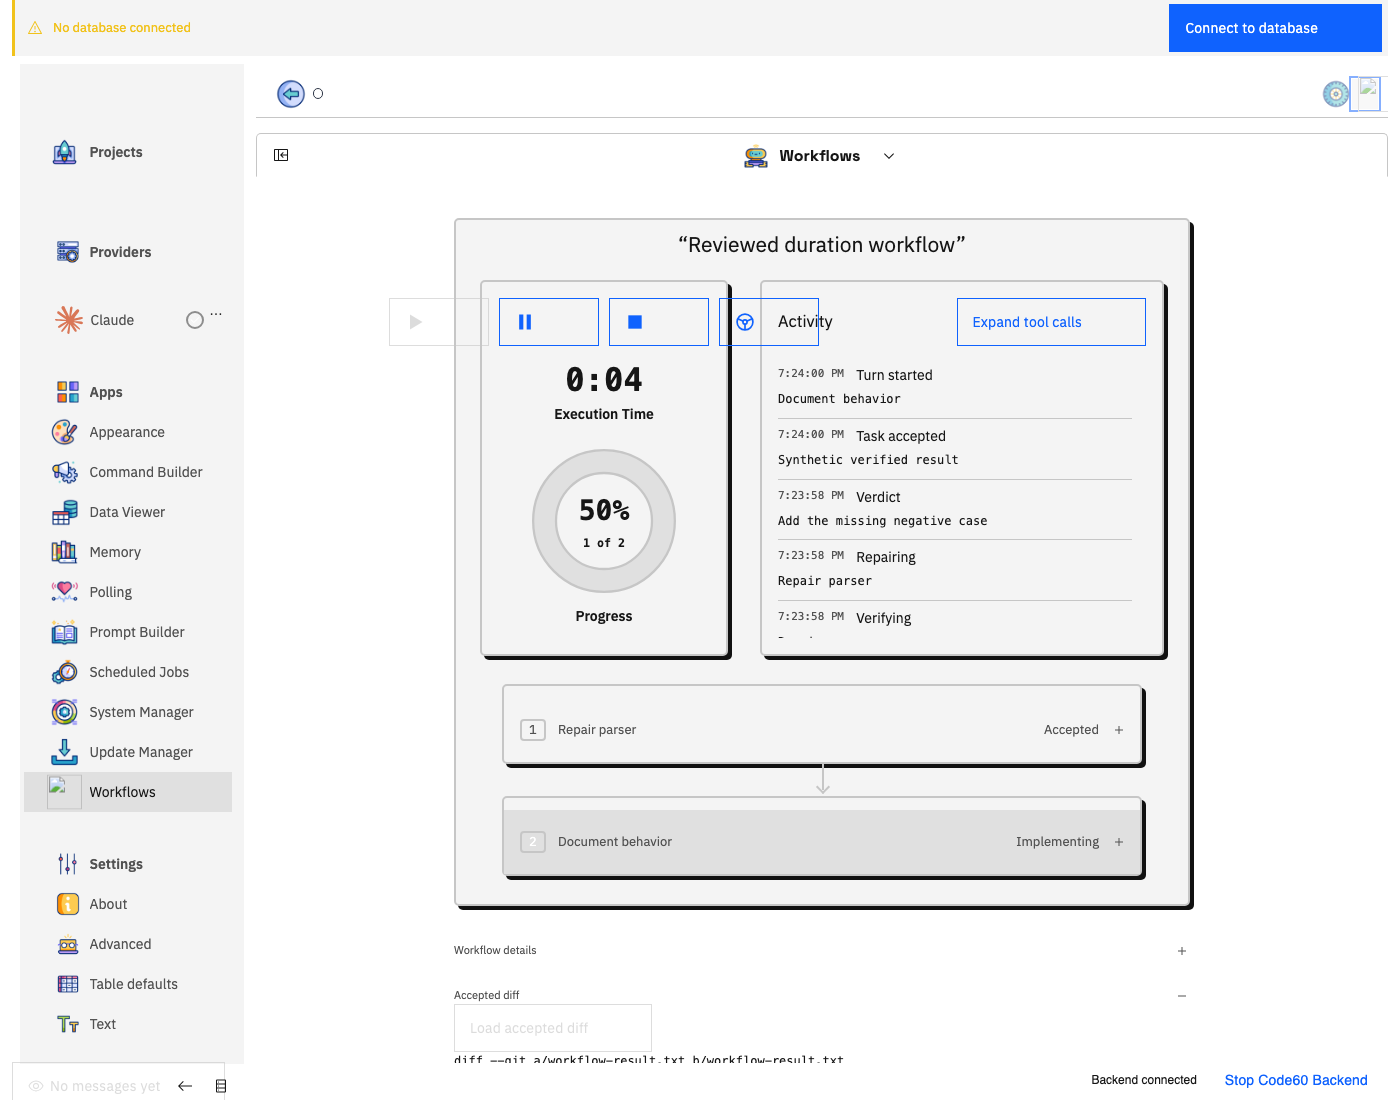 No database connected
Connect to database
Projects
Providers
Claude
...
Apps
Appearance
Command Builder
Data Viewer
Memory
Polling
Prompt Builder
Scheduled Jobs
System Manager
Update Manager
Workflows
Settings
About
Advanced
Table defaults
Text
No messages yet
Workflows
“Reviewed duration workflow”
0:04
Execution Time
50%
1 of 2
Progress
Activity
Expand tool calls
7:24:00 PM Turn started
Document behavior
7:24:00 PM Task accepted
Synthetic verified result
7:23:58 PM Verdict
Add the missing negative case
7:23:58 PM Repairing
Repair parser
7:23:58 PM Verifying
1 Repair parser Accepted +
2 Document behavior Implementing +
Workflow details +
Accepted diff −
Load accepted diff
diff --git a/workflow-result.txt b/workflow-result.txt
Backend connected
Stop Code60 Backend